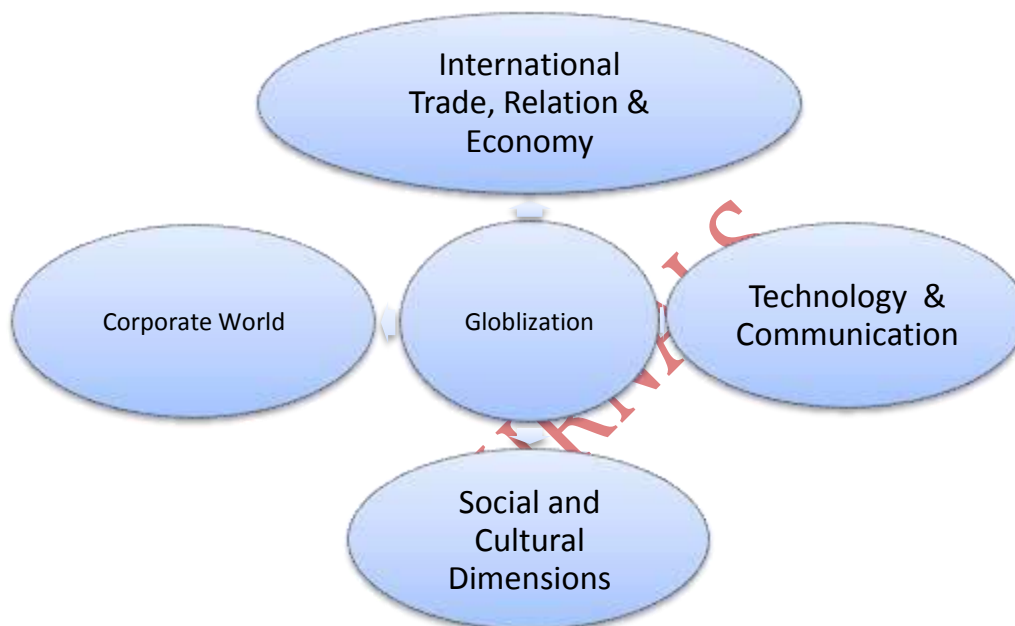 International
Trade, Relation &
Economy
Corporate World
Globlization
Technology &
Communication
Social and
Cultural
Dimensions